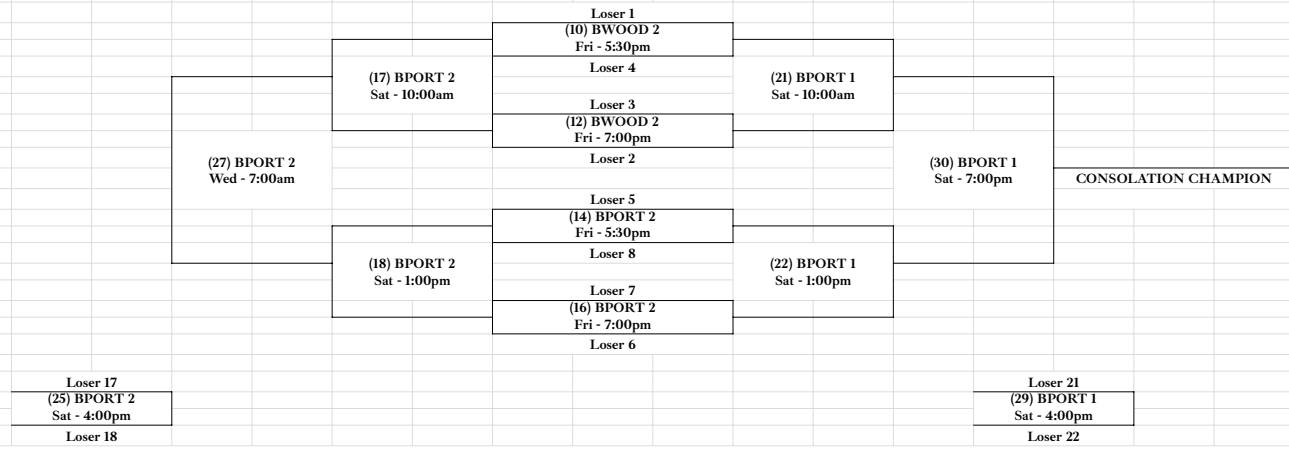 Loser 1
(10) BWOOD 2
Fri - 5:30pm
Loser 4
(17) BPORT 2
Sat - 10:00am
(21) BPORT 1
Sat - 10:00am
Loser 3
(12) BWOOD 2
Fri - 7:00pm
Loser 2
(27) BPORT 2
Wed - 7:00am
(30) BPORT 1
Sat - 7:00pm
CONSOLATION CHAMPION
Loser 5
(14) BPORT 2
Fri - 5:30pm
Loser 8
(18) BPORT 2
Sat - 1:00pm
(22) BPORT 1
Sat - 1:00pm
Loser 7
(16) BPORT 2
Fri - 7:00pm
Loser 6
Loser 17
(25) BPORT 2
Sat - 4:00pm
Loser 18
Loser 21
(29) BPORT 1
Sat - 4:00pm
Loser 22